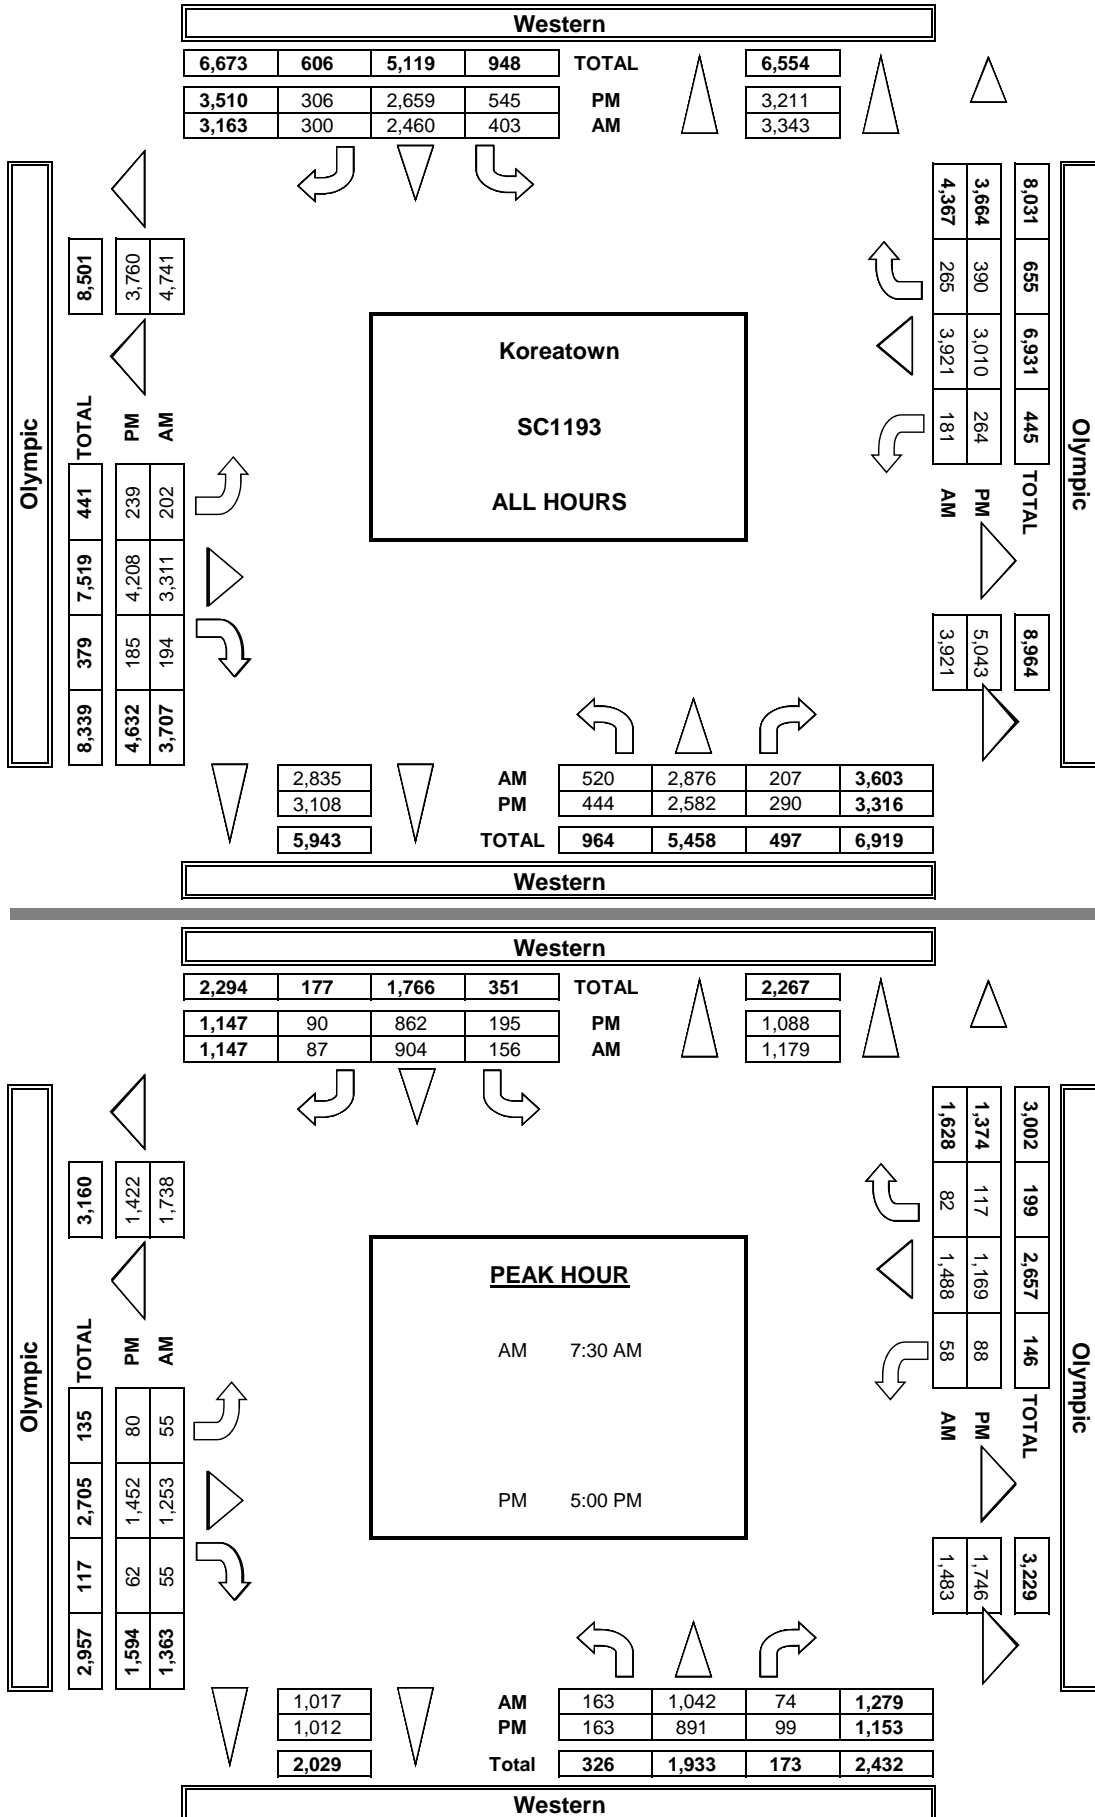 Western
6,673 606 5,119 948 TOTAL 6,554
3,510 306 2,659 545 PM 3,211
3,163 300 2,460 403 AM 3,343
Olympic
8,501
3,760
4,741
TOTAL 441 7,519 379 8,339
PM 239 4,208 185 4,632
AM 202 3,311 194 3,707
Koreatown
SC1193
ALL HOURS
8,031 655 6,931 445 TOTAL 8,964
3,664 390 3,010 264 PM 5,043
4,367 265 3,921 181 AM 3,921
Olympic
2,835 AM 520 2,876 207 3,603
3,108 PM 444 2,582 290 3,316
5,943 TOTAL 964 5,458 497 6,919
Western
Western
2,294 177 1,766 351 TOTAL 2,267
1,147 90 862 195 PM 1,088
1,147 87 904 156 AM 1,179
Olympic
3,160
1,422
1,738
TOTAL 135 2,705 117 2,957
PM 80 1,452 62 1,594
AM 55 1,253 55 1,363
PEAK HOUR
AM 7:30 AM
PM 5:00 PM
3,002 199 2,657 146 TOTAL 3,229
1,374 117 1,169 88 PM 1,746
1,628 82 1,488 58 AM 1,483
Olympic
1,017 AM 163 1,042 74 1,279
1,012 PM 163 891 99 1,153
2,029 Total 326 1,933 173 2,432
Western